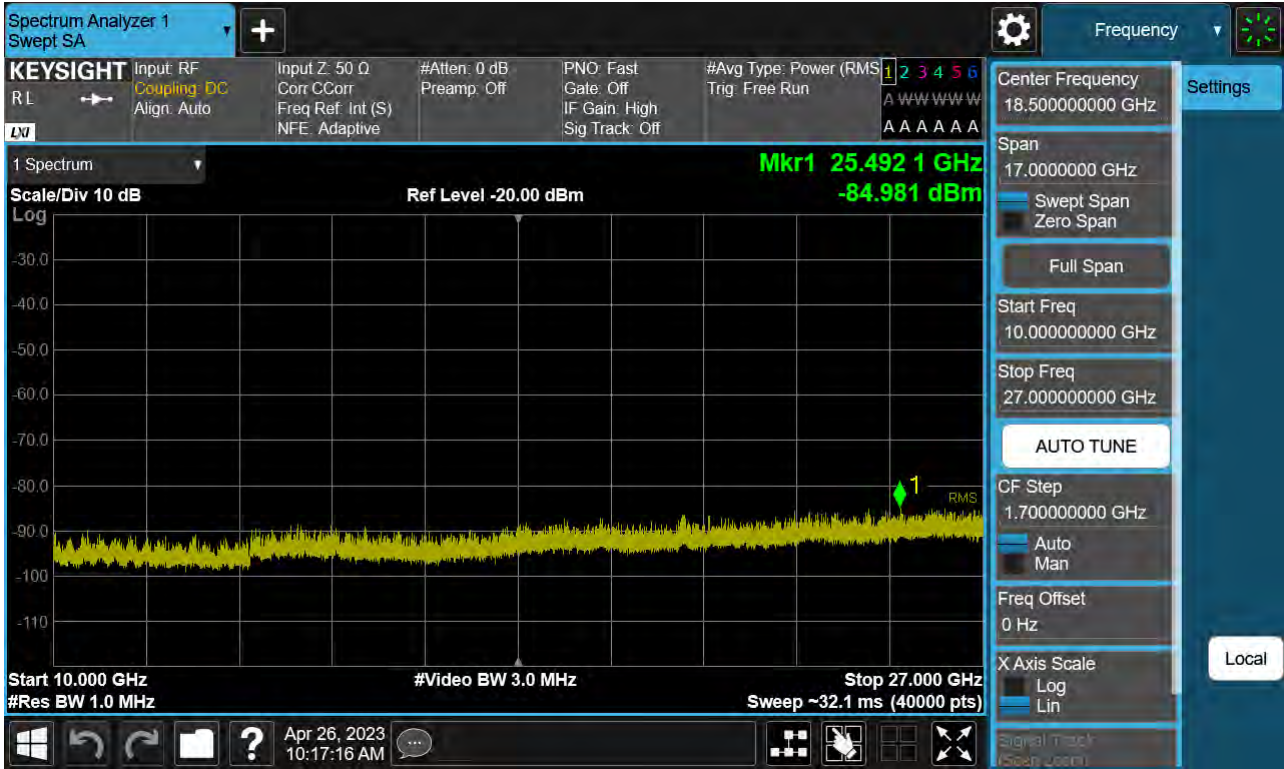 Spectrum Analyzer 1
Swept SA
+
Frequency
KEYSIGHT
RL
LXI
Input: RF
Coupling: DC
Align: Auto
Input Z: 50 Ω
Corr CCorr
Freq Ref: Int (S)
NFE: Adaptive
#Atten: 0 dB
Preamp: Off
PNO: Fast
Gate: Off
IF Gain: High
Sig Track: Off
#Avg Type: Power (RMS
Trig: Free Run
1 2 3 4 5 6
A W W W W W
A A A A A A
1 Spectrum
Scale/Div 10 dB
Log
Ref Level -20.00 dBm
Mkr1 25.492 1 GHz
-84.981 dBm
-30.0
-40.0
-50.0
-60.0
-70.0
-80.0
-90.0
-100
-110
1
RMS
Start 10.000 GHz
#Res BW 1.0 MHz
#Video BW 3.0 MHz
Stop 27.000 GHz
Sweep ~32.1 ms (40000 pts)
Center Frequency
18.500000000 GHz
Span
17.0000000 GHz
Swept Span
Zero Span
Full Span
Start Freq
10.000000000 GHz
Stop Freq
27.000000000 GHz
AUTO TUNE
CF Step
1.700000000 GHz
Auto
Man
Freq Offset
0 Hz
X Axis Scale
Log
Lin
Signal Track
(Span Zoom)
Settings
Local
?
Apr 26, 2023
10:17:16 AM